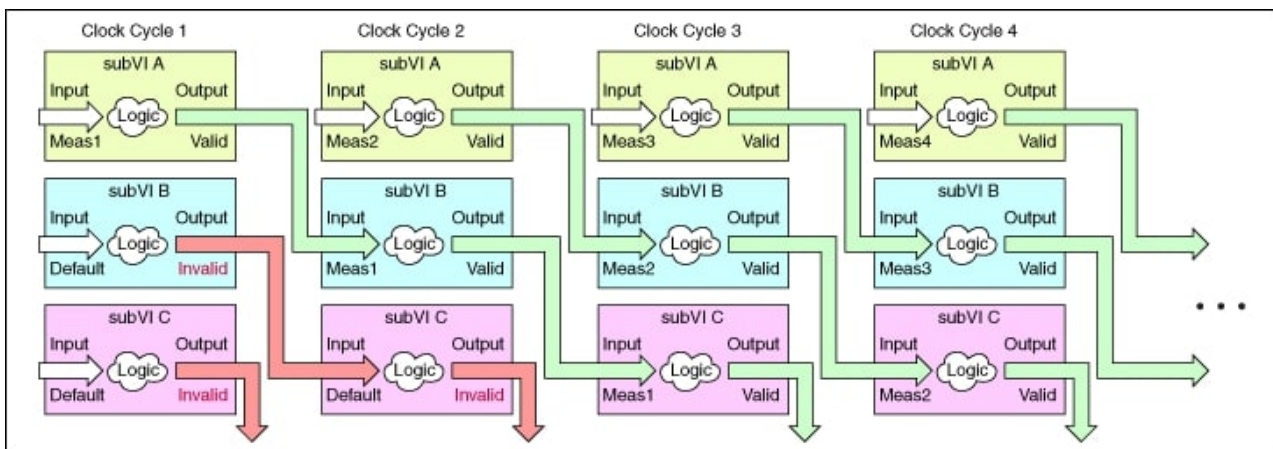 Clock Cycle 1 Clock Cycle 2 Clock Cycle 3 Clock Cycle 4
subVI A subVI A subVI A subVI A
Input Output Input Output Input Output Input Output
Logic Logic Logic Logic
Meas1 Valid Meas2 Valid Meas3 Valid Meas4 Valid
subVI B subVI B subVI B subVI B
Input Output Input Output Input Output Input Output
Logic Logic Logic Logic
Default Invalid Meas1 Valid Meas2 Valid Meas3 Valid
subVI C subVI C subVI C subVI C
Input Output Input Output Input Output Input Output
Logic Logic Logic Logic
Default Invalid Default Invalid Meas1 Valid Meas2 Valid